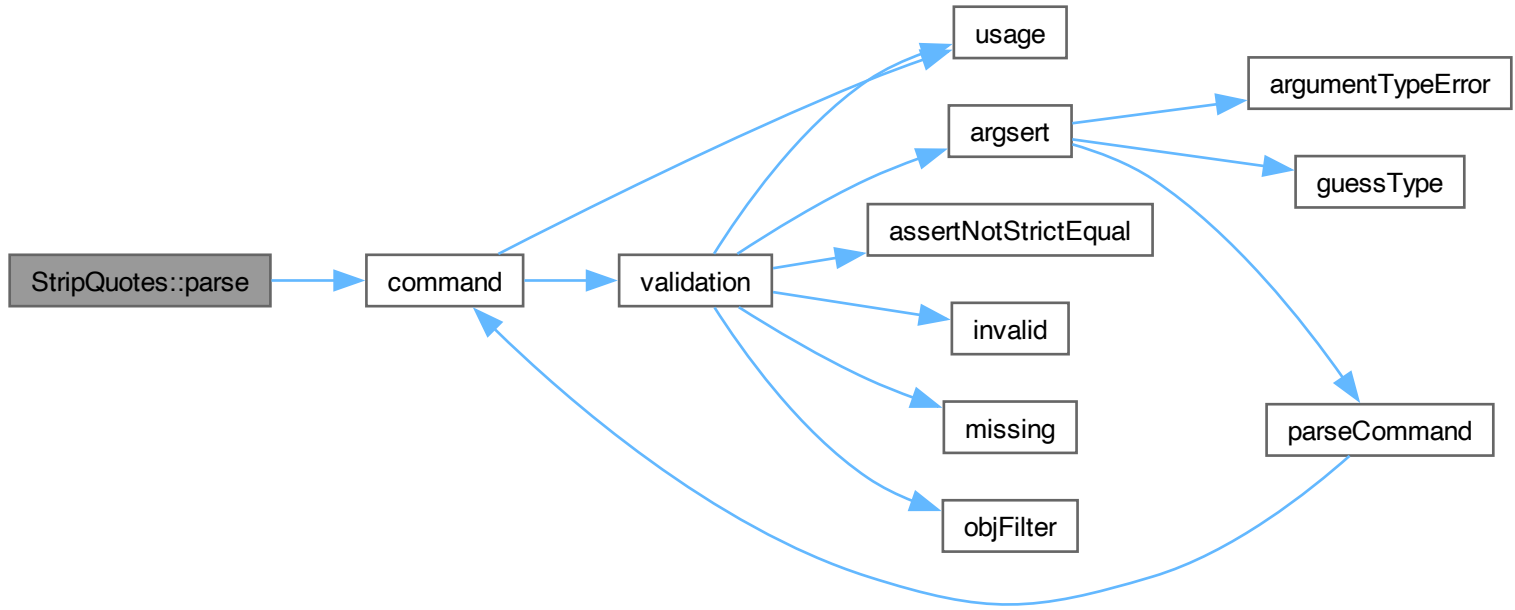 StripQuotes::parse
command
validation
usage
argsert
assertNotStrictEqual
invalid
missing
objFilter
argumentTypeError
guessType
parseCommand